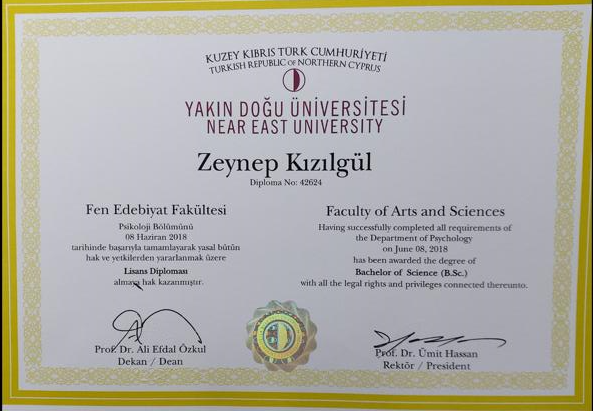 KUZEY KIBRIS TÜRK CUMHURİYETİ
TURKISH REPUBLIC OF NORTHERN CYPRUS
YAKIN DOĞU ÜNİVERSİTESİ
NEAR EAST UNIVERSITY
Zeynep Kızılgül
Diploma No: 42624
Fen Edebiyat Fakültesi
Psikoloji Bölümünü
08 Haziran 2018
tarihinde başarıyla tamamlayarak yasal bütün
hak ve yetkilerden yararlanmak üzere
Lisans Diploması
almaya hak kazanmıştır.
Faculty of Arts and Sciences
Having successfully completed all requirements of
the Department of Psychology
on June 08, 2018
has been awarded the degree of
Bachelor of Science (B.Sc.)
with all the legal rights and privileges connected thereunto.
Prof. Dr. Ali Efdal Özkul
Dekan / Dean
Prof. Dr. Ümit Hassan
Rektör / President